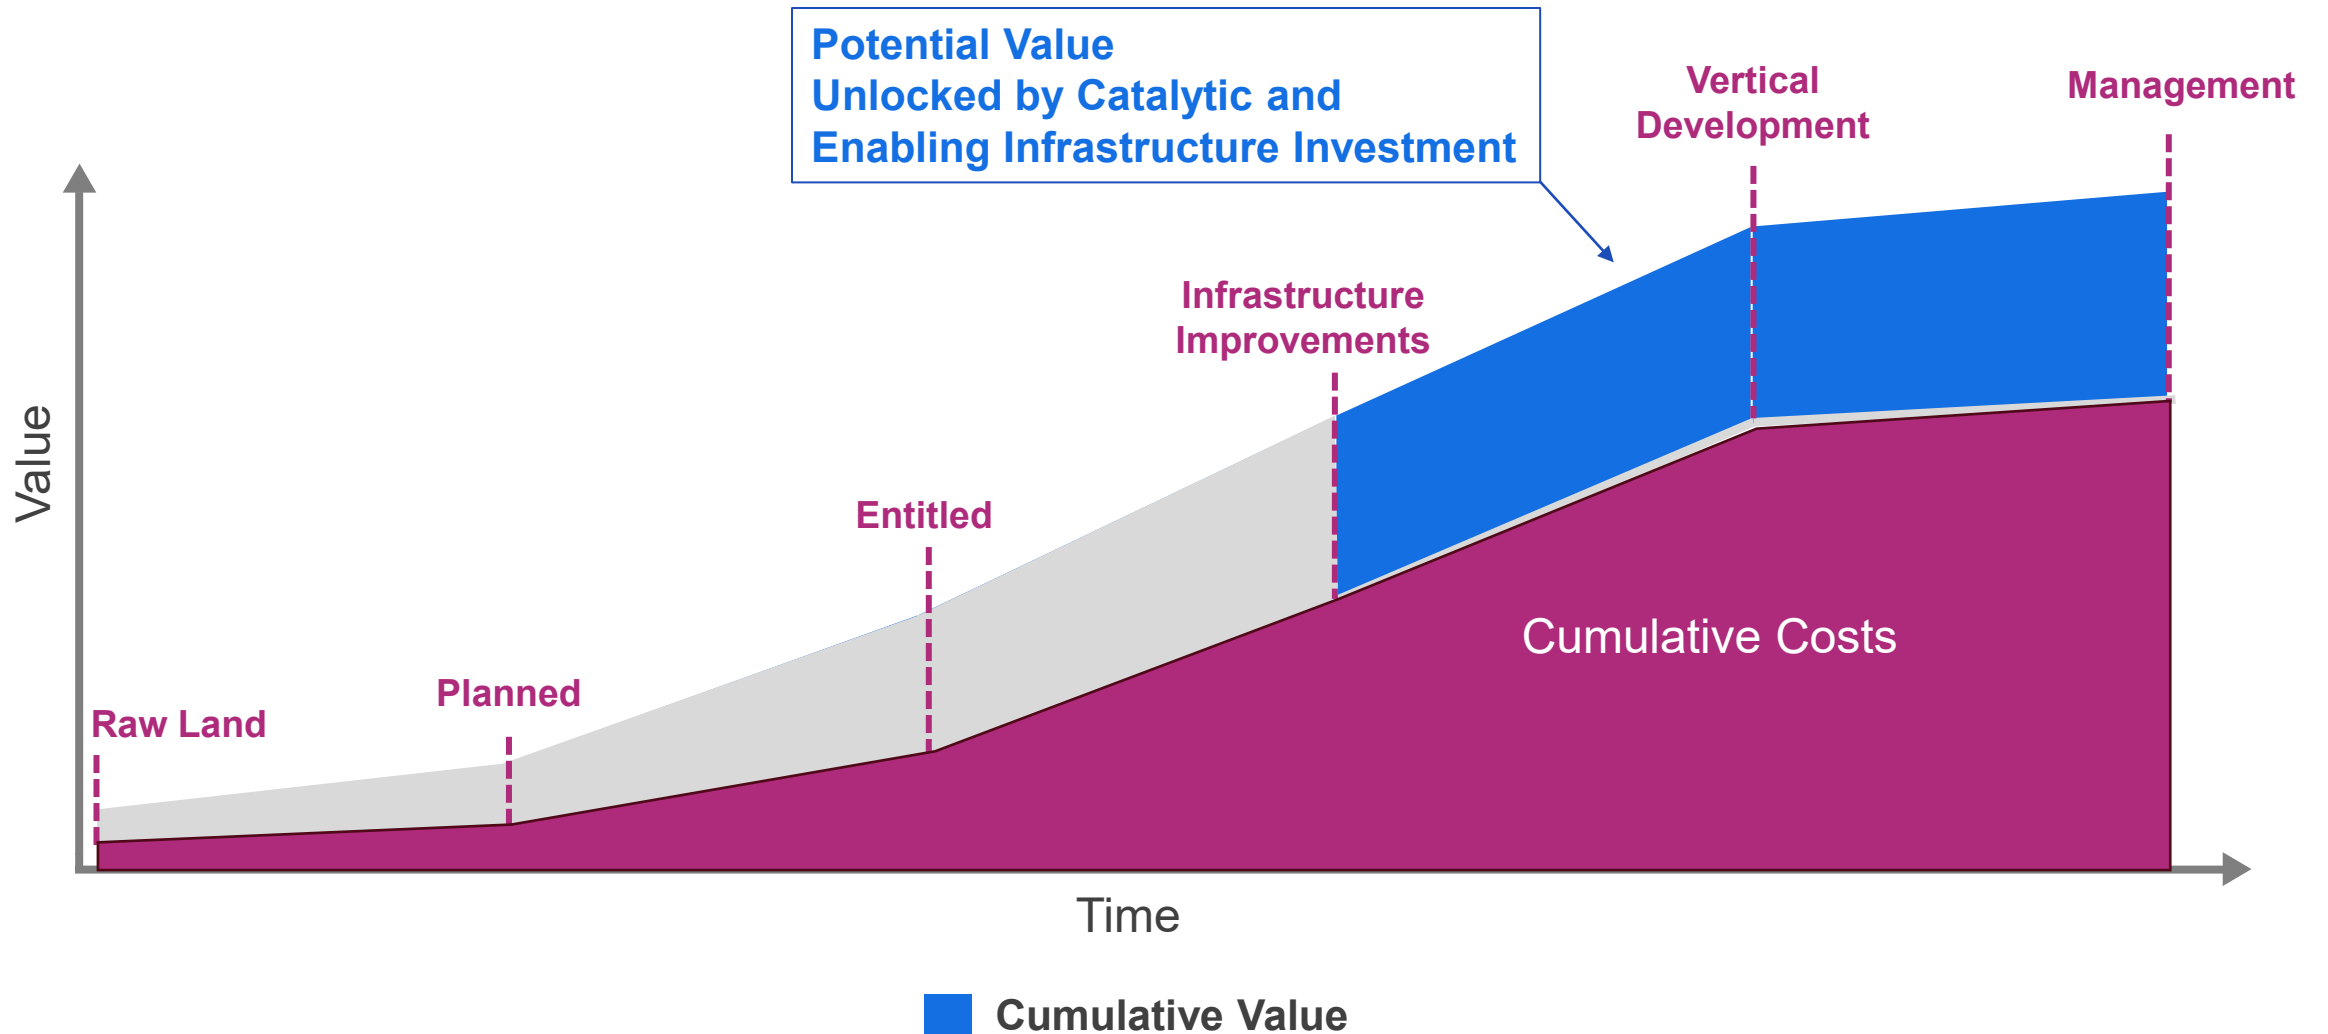 Potential Value
Unlocked by Catalytic and
Enabling Infrastructure Investment
Vertical
Development
Management
Infrastructure
Improvements
Entitled
Planned
Raw Land
Value
Cumulative Costs
Time
Cumulative Value